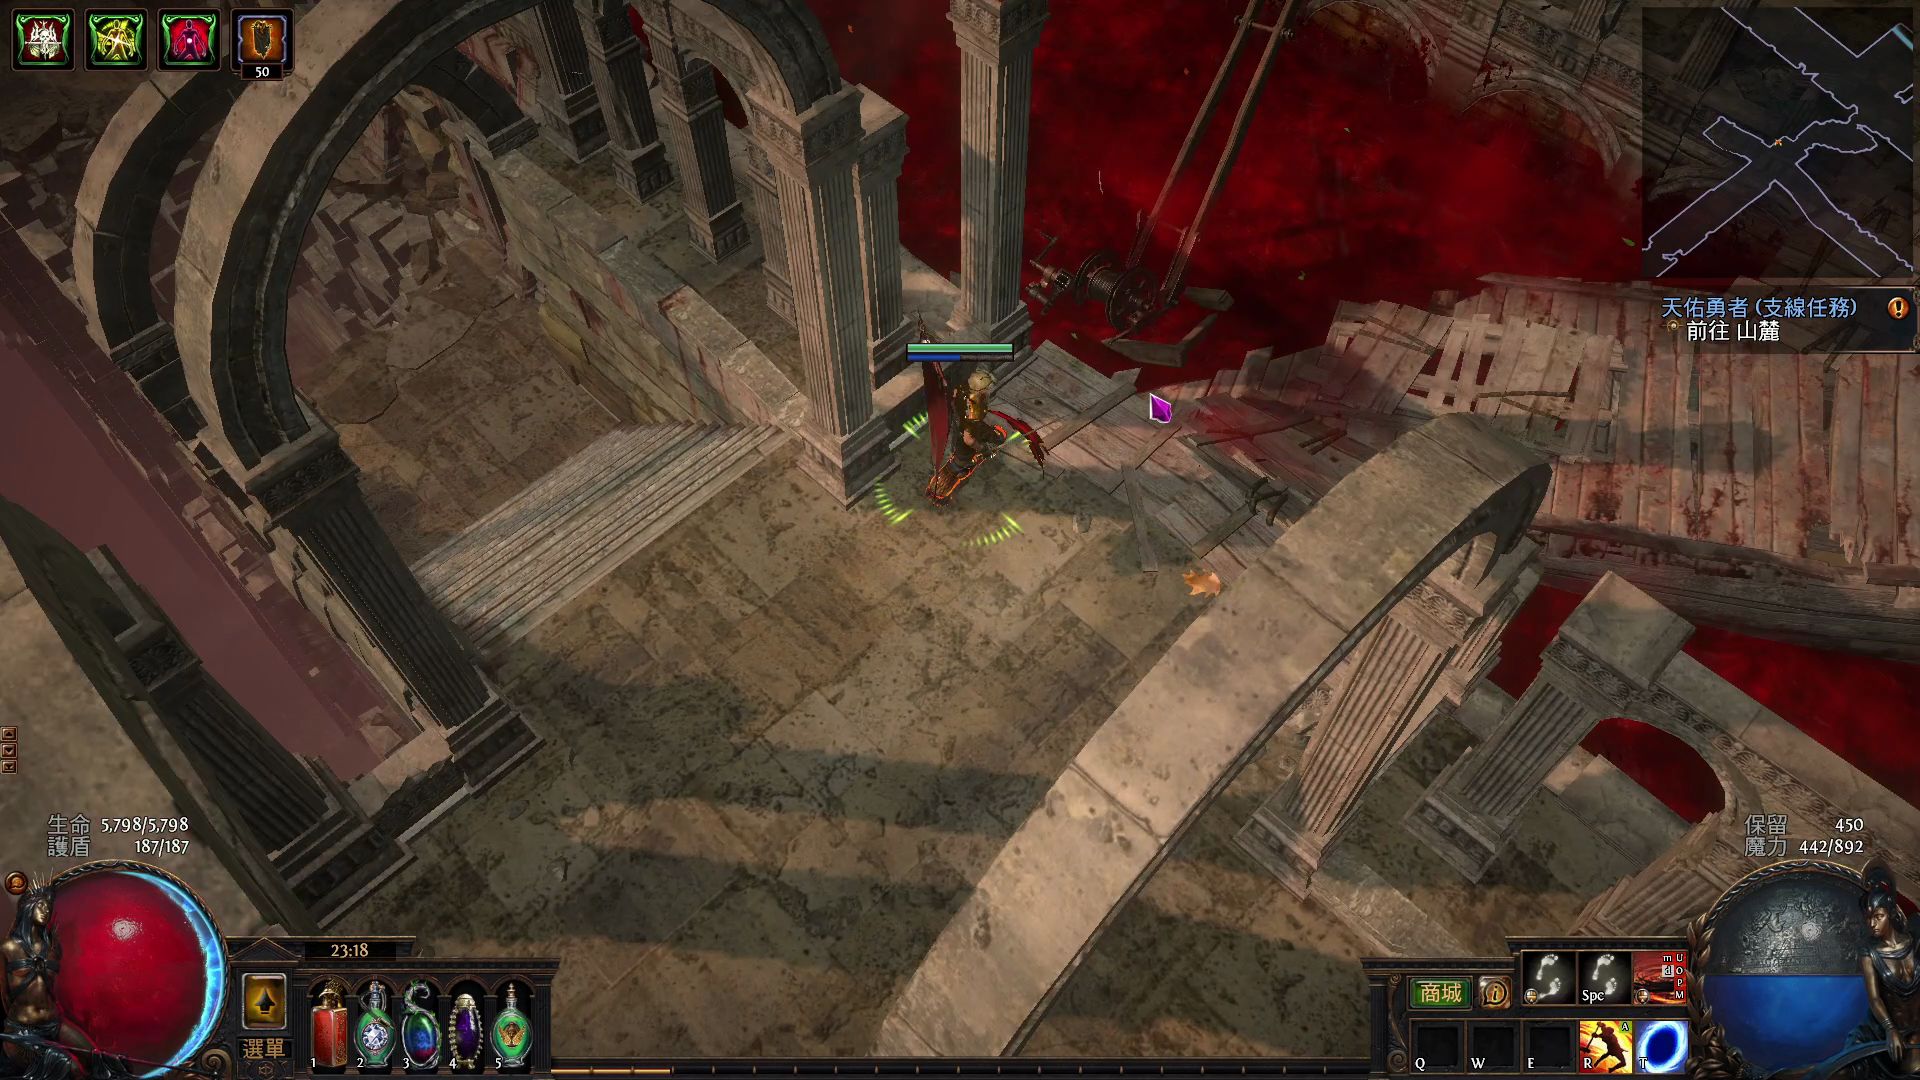 50
天佑勇者 (支線任務)
前往 山麓
生命 5,798/5,798
護盾 187/187
保留 450
魔力 442/892
23:18
選單
1
2
3
4
5
商城
Spc
m U
d O
P
M
Q
W
E
R
A
T